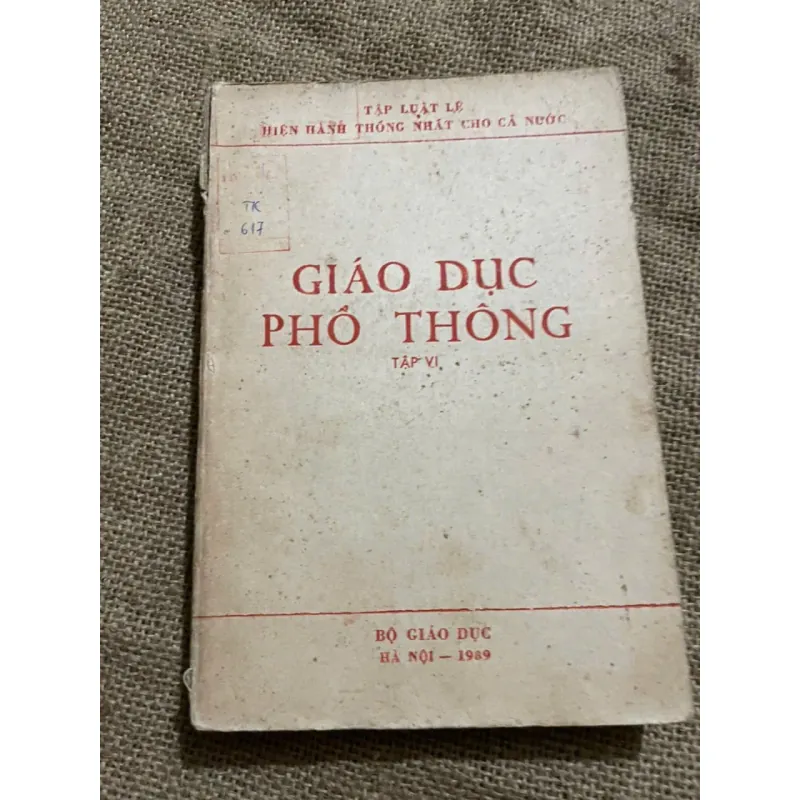 TẬP LUẬT LỆ
HIỆN HÀNH THỐNG NHẤT CHO CẢ NƯỚC
TK
617
GIÁO DỤC
PHỔ THÔNG
TẬP VI
BỘ GIÁO DỤC
HÀ NỘI — 1989